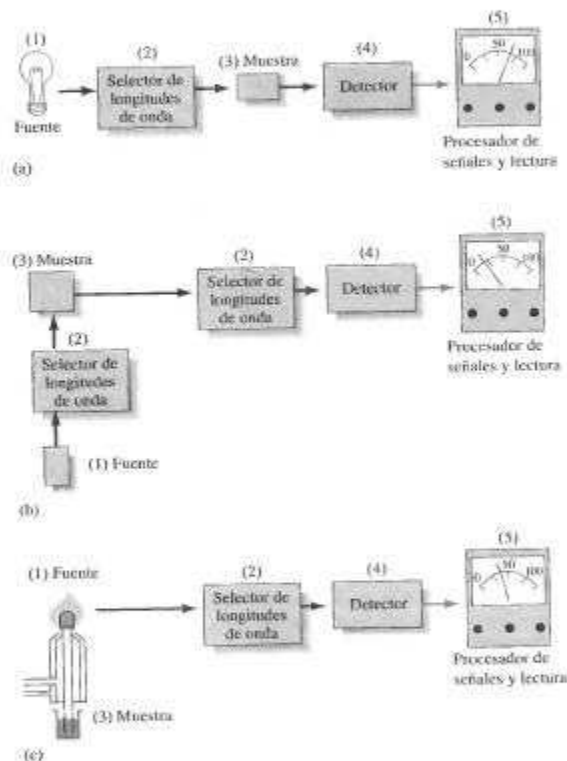 (1)
Fuente
(2)
Selector de
longitudes
de onda
(3) Muestra
(4)
Detector
(5)
0 50 100
Procesador de
señales y lectura
(a)
(3) Muestra
(2)
Selector de
longitudes
de onda
(1) Fuente
(2)
Selector de
longitudes
de onda
(4)
Detector
(5)
0 50 100
Procesador de
señales y lectura
(b)
(1) Fuente
(3) Muestra
(2)
Selector de
longitudes
de onda
(4)
Detector
(5)
0 50 100
Procesador de
señales y lectura
(c)